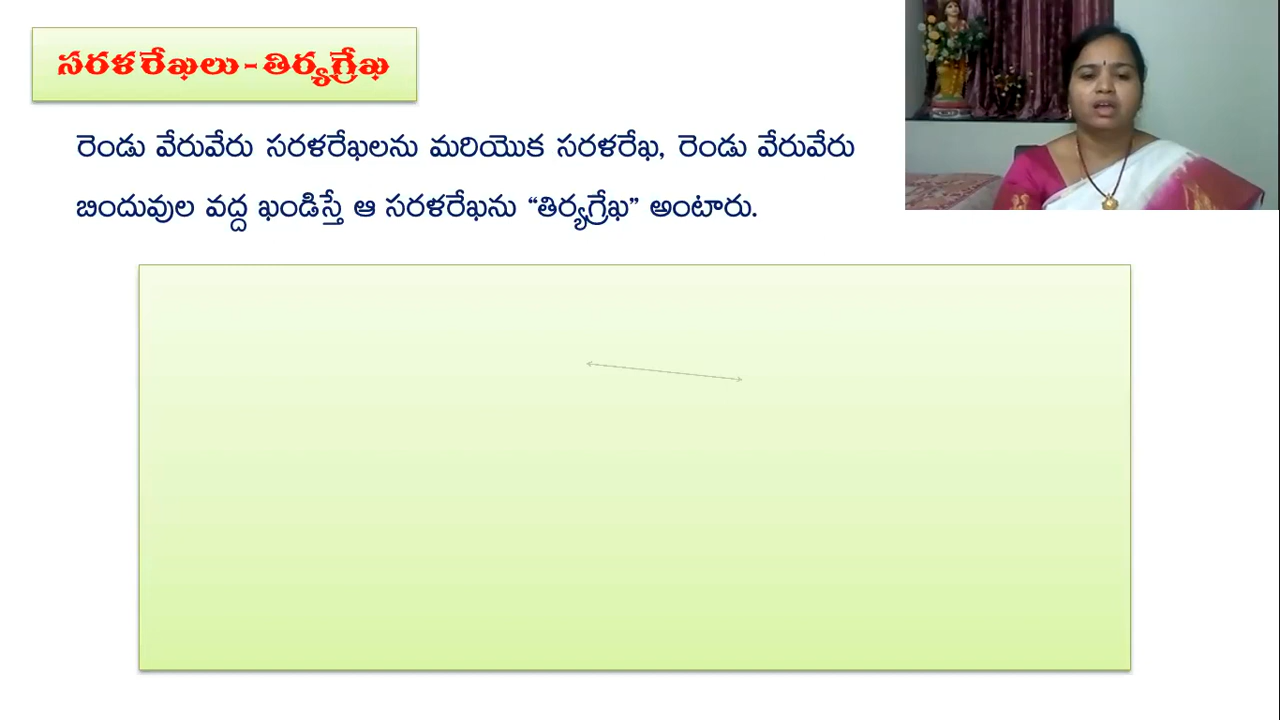 సరళరేఖలు - తిర్యగ్రేఖ
రెండు వేరువేరు సరళరేఖలను మరియొక సరళరేఖ, రెండు వేరువేరు
బిందువుల వద్ద ఖండిస్తే ఆ సరళరేఖను “తిర్యగ్రేఖ” అంటారు.